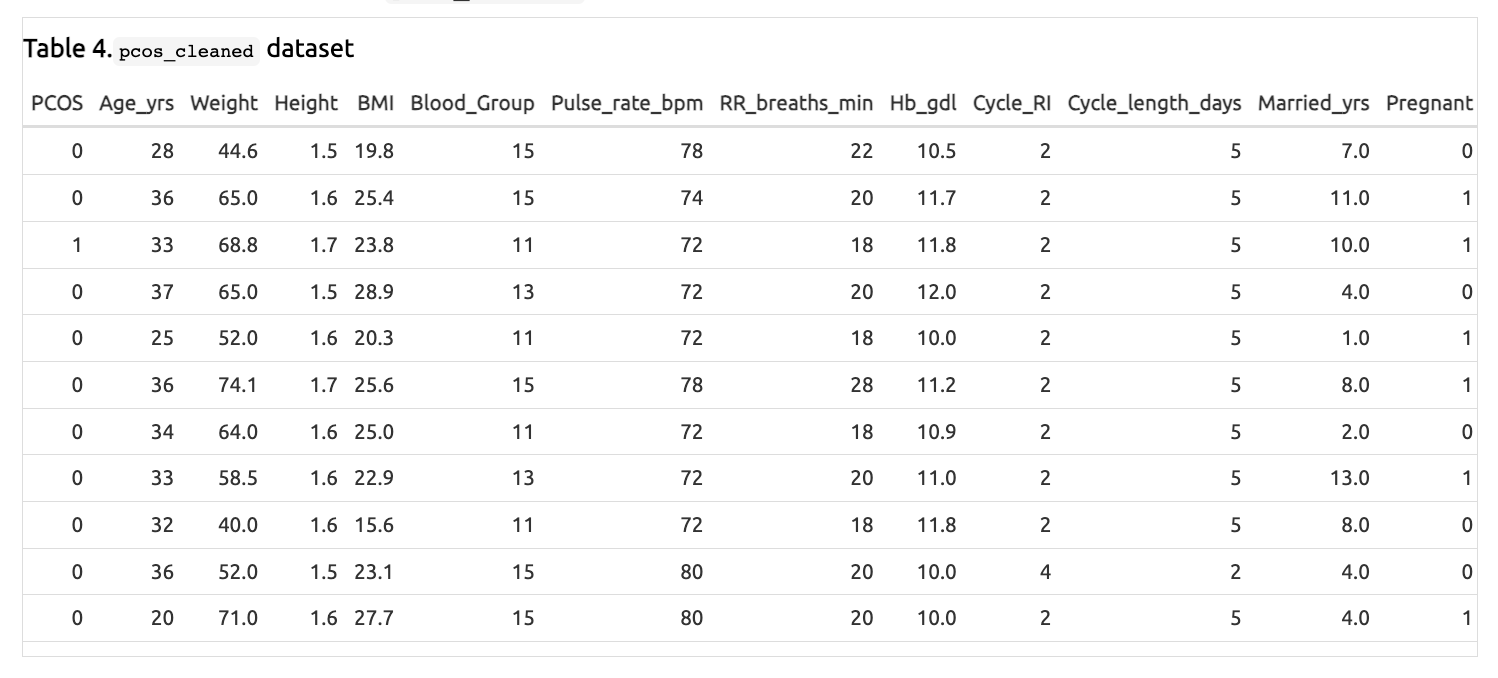 Table 4. pcos_cleaned dataset
PCOS Age_yrs Weight Height BMI Blood_Group Pulse_rate_bpm RR_breaths_min Hb_gdl Cycle_RI Cycle_length_days Married_yrs Pregnant
0 28 44.6 1.5 19.8 15 78 22 10.5 2 5 7.0 0
0 36 65.0 1.6 25.4 15 74 20 11.7 2 5 11.0 1
1 33 68.8 1.7 23.8 11 72 18 11.8 2 5 10.0 1
0 37 65.0 1.5 28.9 13 72 20 12.0 2 5 4.0 0
0 25 52.0 1.6 20.3 11 72 18 10.0 2 5 1.0 1
0 36 74.1 1.7 25.6 15 78 28 11.2 2 5 8.0 1
0 34 64.0 1.6 25.0 11 72 18 10.9 2 5 2.0 0
0 33 58.5 1.6 22.9 13 72 20 11.0 2 5 13.0 1
0 32 40.0 1.6 15.6 11 72 18 11.8 2 5 8.0 0
0 36 52.0 1.5 23.1 15 80 20 10.0 4 2 4.0 0
0 20 71.0 1.6 27.7 15 80 20 10.0 2 5 4.0 1